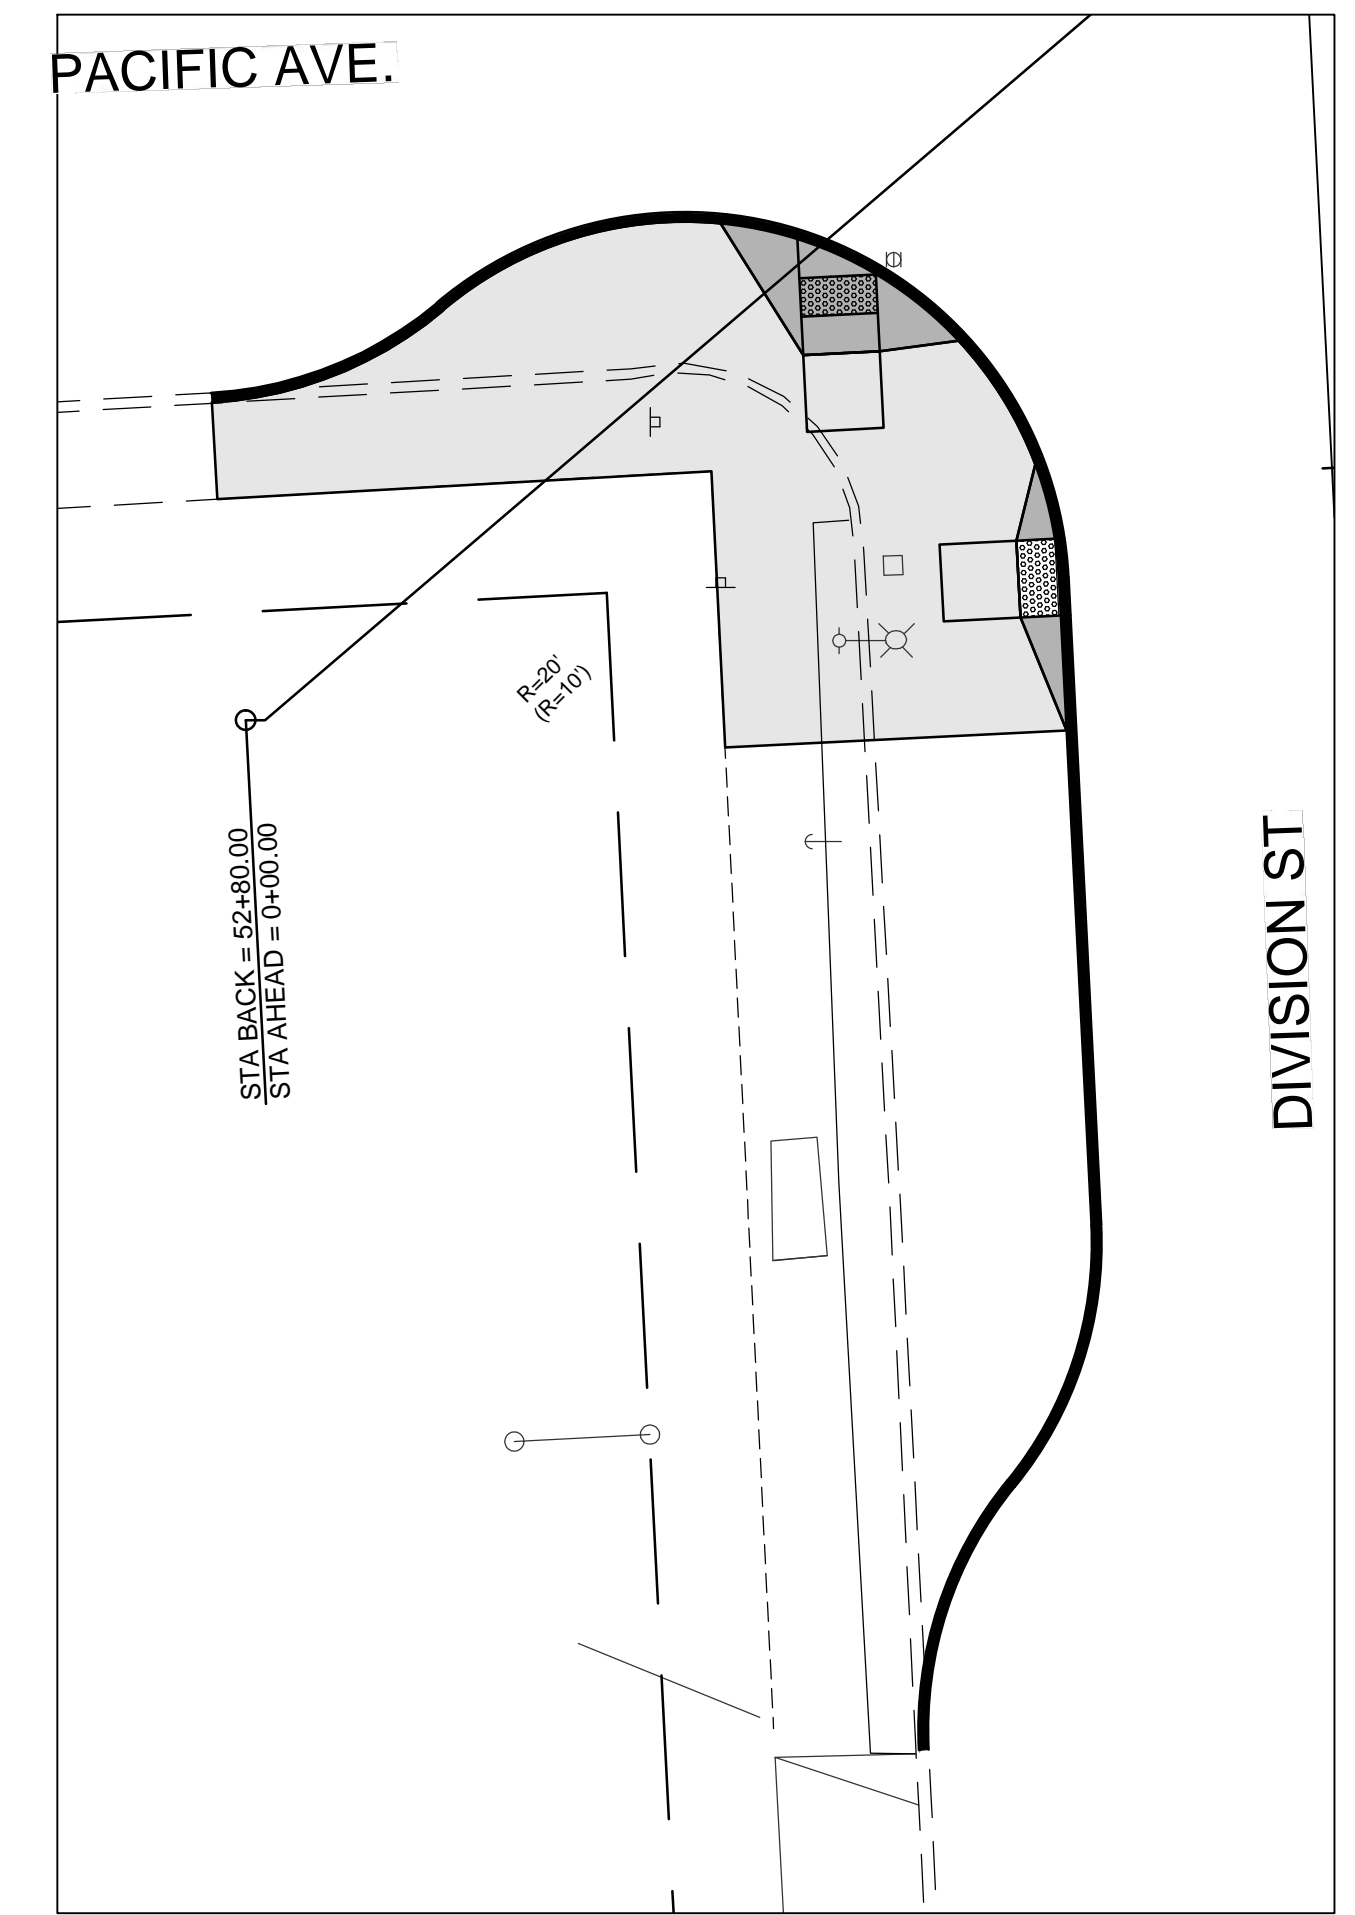 PACIFIC AVE.
R=20'
(R=10')
STA BACK = 52+80.00
STA AHEAD = 0+00.00
DIVISION ST